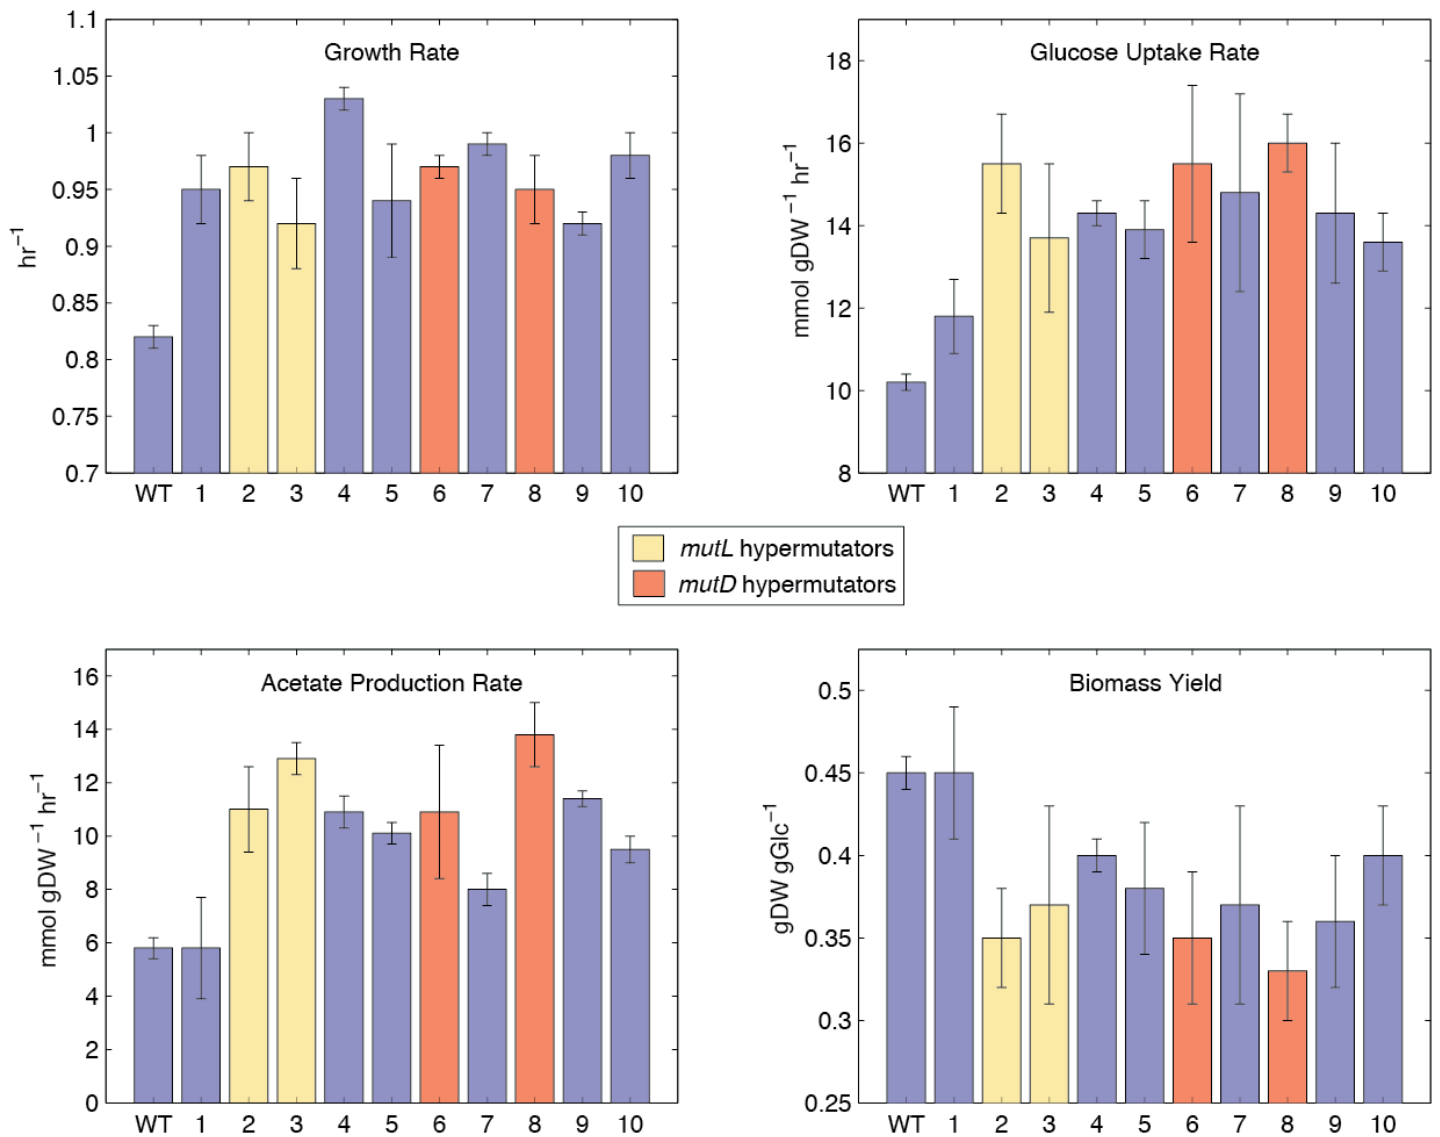 Growth Rate
hr⁻¹
1.1
1.05
1
0.95
0.9
0.85
0.8
0.75
0.7
WT 1 2 3 4 5 6 7 8 9 10
Glucose Uptake Rate
mmol gDW⁻¹ hr⁻¹
18
16
14
12
10
8
WT 1 2 3 4 5 6 7 8 9 10
mutL hypermutators
mutD hypermutators
Acetate Production Rate
mmol gDW⁻¹ hr⁻¹
16
14
12
10
8
6
4
2
0
WT 1 2 3 4 5 6 7 8 9 10
Biomass Yield
gDW gGlc⁻¹
0.5
0.45
0.4
0.35
0.3
0.25
WT 1 2 3 4 5 6 7 8 9 10